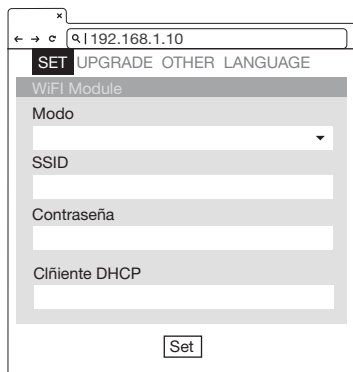 192.168.1.10
SET UPGRADE OTHER LANGUAGE
WiFI Module
Modo
SSID
Contraseña
Clñiente DHCP
Set